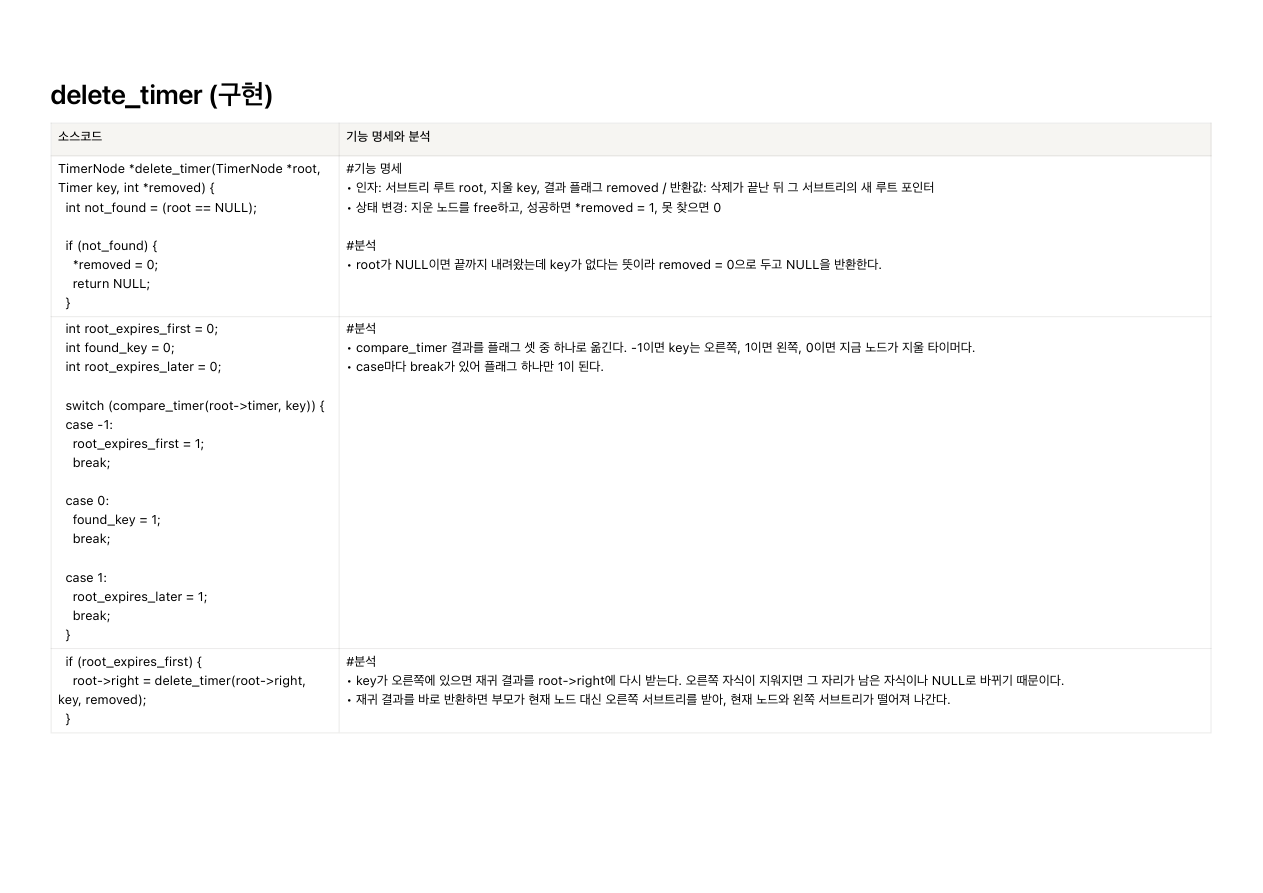 delete_timer (구현)
소스코드
기능 명세와 분석
TimerNode *delete_timer(TimerNode *root,
Timer key, int *removed) {
int not_found = (root == NULL);
if (not_found) {
*removed = 0;
return NULL;
}
#기능 명세
• 인자: 서브트리 루트 root, 지울 key, 결과 플래그 removed / 반환값: 삭제가 끝난 뒤 그 서브트리의 새 루트 포인터
• 상태 변경: 지운 노드를 free하고, 성공하면 *removed = 1, 못 찾으면 0
#분석
• root가 NULL이면 끝까지 내려왔는데 key가 없다는 뜻이라 removed = 0으로 두고 NULL을 반환한다.
int root_expires_first = 0;
int found_key = 0;
int root_expires_later = 0;
switch (compare_timer(root->timer, key)) {
case -1:
root_expires_first = 1;
break;
case 0:
found_key = 1;
break;
case 1:
root_expires_later = 1;
break;
}
#분석
• compare_timer 결과를 플래그 셋 중 하나로 옮긴다. -1이면 key는 오른쪽, 1이면 왼쪽, 0이면 지금 노드가 지울 타이머다.
• case마다 break가 있어 플래그 하나만 1이 된다.
if (root_expires_first) {
root->right = delete_timer(root->right,
key, removed);
}
#분석
• key가 오른쪽에 있으면 재귀 결과를 root->right에 다시 받는다. 오른쪽 자식이 지워지면 그 자리가 남은 자식이나 NULL로 바뀌기 때문이다.
• 재귀 결과를 바로 반환하면 부모가 현재 노드 대신 오른쪽 서브트리를 받아, 현재 노드와 왼쪽 서브트리가 떨어져 나간다.